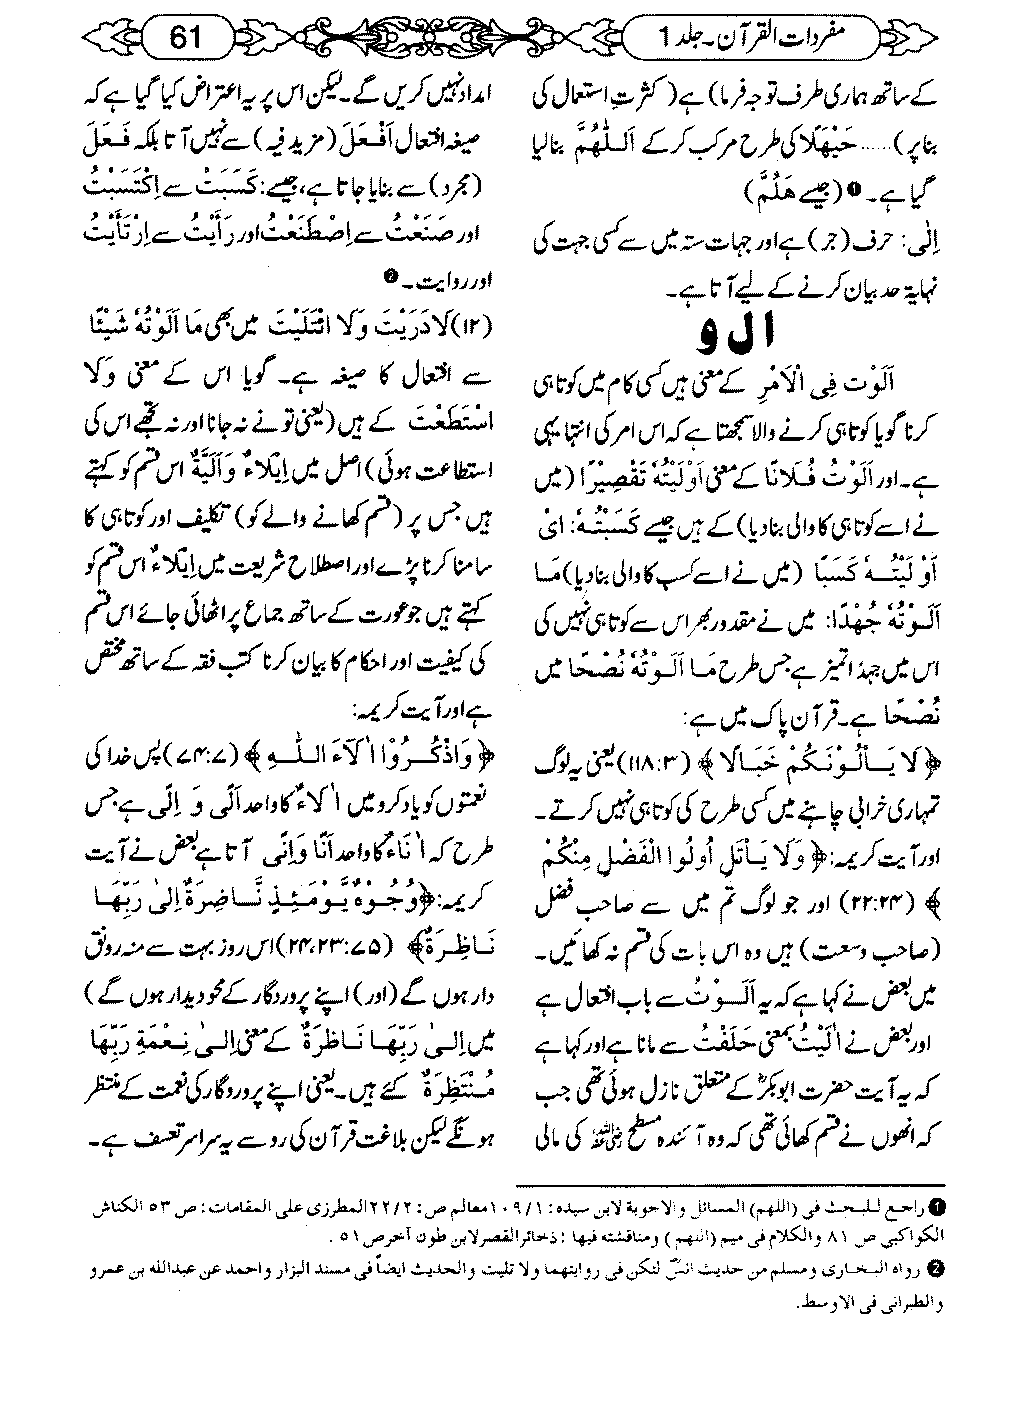 مفردات القرآن۔ جلد 1
61
کے ساتھ ہماری طرف توجہ فرما) ہے (کثرتِ استعمال کی
بنا پر)..... حَیْھَلَا کی طرح مرکب کرکے اَللّٰھُمَّ بنا لیا
گیا ہے۔❶ (جیسے ھَلُمَّ)
اِلٰی: حرف (جر) ہے اور جہات ستہ میں سے کسی جہت کی
نہایۃ حد بیان کرنے کے لیے آتا ہے۔
ال و
اَلَوْتُ فِی الْاَمْرِ کے معنی ہیں کسی کام میں کوتاہی
کرنا گویا کوتاہی کرنے والا سمجھتا ہے کہ اس امر کی انتہا یہی
ہے۔ اور اَلَوْتُ فُلَانًا کے معنی اَوْلَیْتُہٗ تَقْصِیْرًا (میں
نے اسے کوتاہی کا والی بنا دیا) کے ہیں جیسے کَسَبْتُہٗ: ایْ
اَوْلَیْتُہٗ کَسَبًا (میں نے اسے کسب کا والی بنا دیا) مَا
اَلَوْتُہٗ جُھْدًا: میں نے مقدور بھر اس سے کوتاہی نہیں کی
اس میں جہدًا تمیز ہے جس طرح مَا اَلَوْتُہٗ نُصْحًا میں
نُصْحًا ہے۔ قرآن پاک میں ہے:
﴿لَا یَاْلُوْنَکُمْ خَبَالًا﴾ (۳:۱۱۸) یعنی یہ لوگ
تمہاری خرابی چاہنے میں کسی طرح کی کوتاہی نہیں کرتے۔
اور آیت کریمہ: ﴿وَلَا یَاْتَلِ اُولُوا الْفَضْلِ مِنْکُمْ
﴾ (۲۲:۲۴) اور جو لوگ تم میں سے صاحب فضل
(صاحب وسعت) ہیں وہ اس بات کی قسم نہ کھائیں۔
میں بعض نے کہا ہے کہ یہ اَلَوْتُ سے باب افتعال ہے
اور بعض نے اٰلَیْتُ بمعنی حَلَفْتُ سے مانا ہے اور کہا ہے
کہ یہ آیت حضرت ابوبکرؓ کے متعلق نازل ہوئی تھی جب
کہ انھوں نے قسم کھائی تھی کہ وہ آئندہ مسطح رضی اللہ عنہ کی مالی
امداد نہیں کریں گے۔ لیکن اس پر یہ اعتراض کیا گیا ہے کہ
صیغہ افتعال اَفْعَلَ (مزید فیہ) سے نہیں آتا بلکہ فَعَلَ
(مجرد) سے بنایا جاتا ہے، جیسے: کَسَبْتُ سے اِکْتَسَبْتُ
اور صَنَعْتُ سے اِصْطَنَعْتُ اور رَأَیْتُ سے اِرْتَأَیْتُ
اور روایت۔❷
(۱۲) لَا دَرَیْتَ وَلَا ائْتَلَیْتَ میں بھی مَا اَلَوْتُہٗ شَیْئًا
سے افتعال کا صیغہ ہے۔ گویا اس کے معنی وَلَا
اسْتَطَعْتَ کے ہیں (یعنی تو نے نہ جانا اور نہ تجھے اس کی
استطاعت ہوئی) اصل میں اِیْلَاءٌ وَاَلِیَّۃٌ اس قسم کو کہتے
ہیں جس پر (قسم کھانے والے کو) تکلیف اور کوتاہی کا
سامنا کرنا پڑے اور اصطلاح شریعت میں اِیْلَاءٌ اس قسم کو
کہتے ہیں جو عورت کے ساتھ جماع پر اٹھائی جائے اس قسم
کی کیفیت اور احکام کا بیان کرنا کتب فقہ کے ساتھ مختص
ہے اور آیت کریمہ:
﴿وَاذْکُرُوْٓا اٰلَآءَ اللّٰہِ﴾ (۷:۷۴) پس خدا کی
نعمتوں کو یاد کرو میں اٰلَاءٌ کا واحد اَلًی وَ اِلًی ہے جس
طرح کہ اٰنَاءٌ کا واحد اَنًا وَاِنًی آتا ہے بعض نے آیت
کریمہ: ﴿وُجُوْہٌ یَّوْمَئِذٍ نَّاضِرَۃٌ اِلٰی رَبِّھَا
نَاظِرَۃٌ﴾ (۷۵:۲۳،۲۴) اس روز بہت سے منہ رونق
دار ہوں گے (اور) اپنے پروردگار کے محو دیدار ہوں گے)
میں اِلٰی رَبِّھَا نَاظِرَۃٌ کے معنی اِلٰی نِعْمَۃِ رَبِّھَا
مُنْتَظِرَۃٌ کئے ہیں۔ یعنی اپنے پروردگار کی نعمت کے منتظر
ہونگے لیکن بلاغت قرآن کی رو سے یہ سراسر تعسف ہے۔
❶ راجع للبحث فی (اللھم) المسائل والاجوبۃ لابن سیدہ: ۱/۱۰۹ معالم ص: ۲/۲۲ المطرزی علی المقامات: ص ۵۳ الکناش
الکواکبی ص ۸۱ والکلام فی میم (اللھم) ومناقشتہ فیھا: ذخائر القصر لابن طون آخر ص ۵۱.
❷ رواہ البخاری ومسلم من حدیث انسؓ لٰکن فی روایتھما ولا تلیت والحدیث ایضاً فی مسند البزار واحمد عن عبداللہ بن عمرو
والطبرانی فی الاوسط.